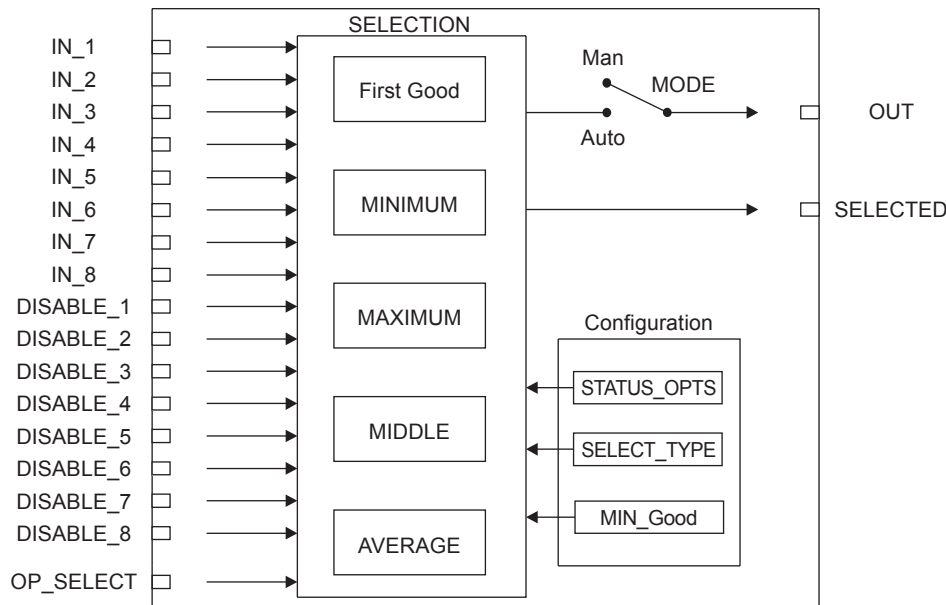 SELECTION
IN_1
IN_2
IN_3
IN_4
IN_5
IN_6
IN_7
IN_8
DISABLE_1
DISABLE_2
DISABLE_3
DISABLE_4
DISABLE_5
DISABLE_6
DISABLE_7
DISABLE_8
OP_SELECT
First Good
MINIMUM
MAXIMUM
MIDDLE
AVERAGE
Man
MODE
Auto
OUT
SELECTED
Configuration
STATUS_OPTS
SELECT_TYPE
MIN_Good